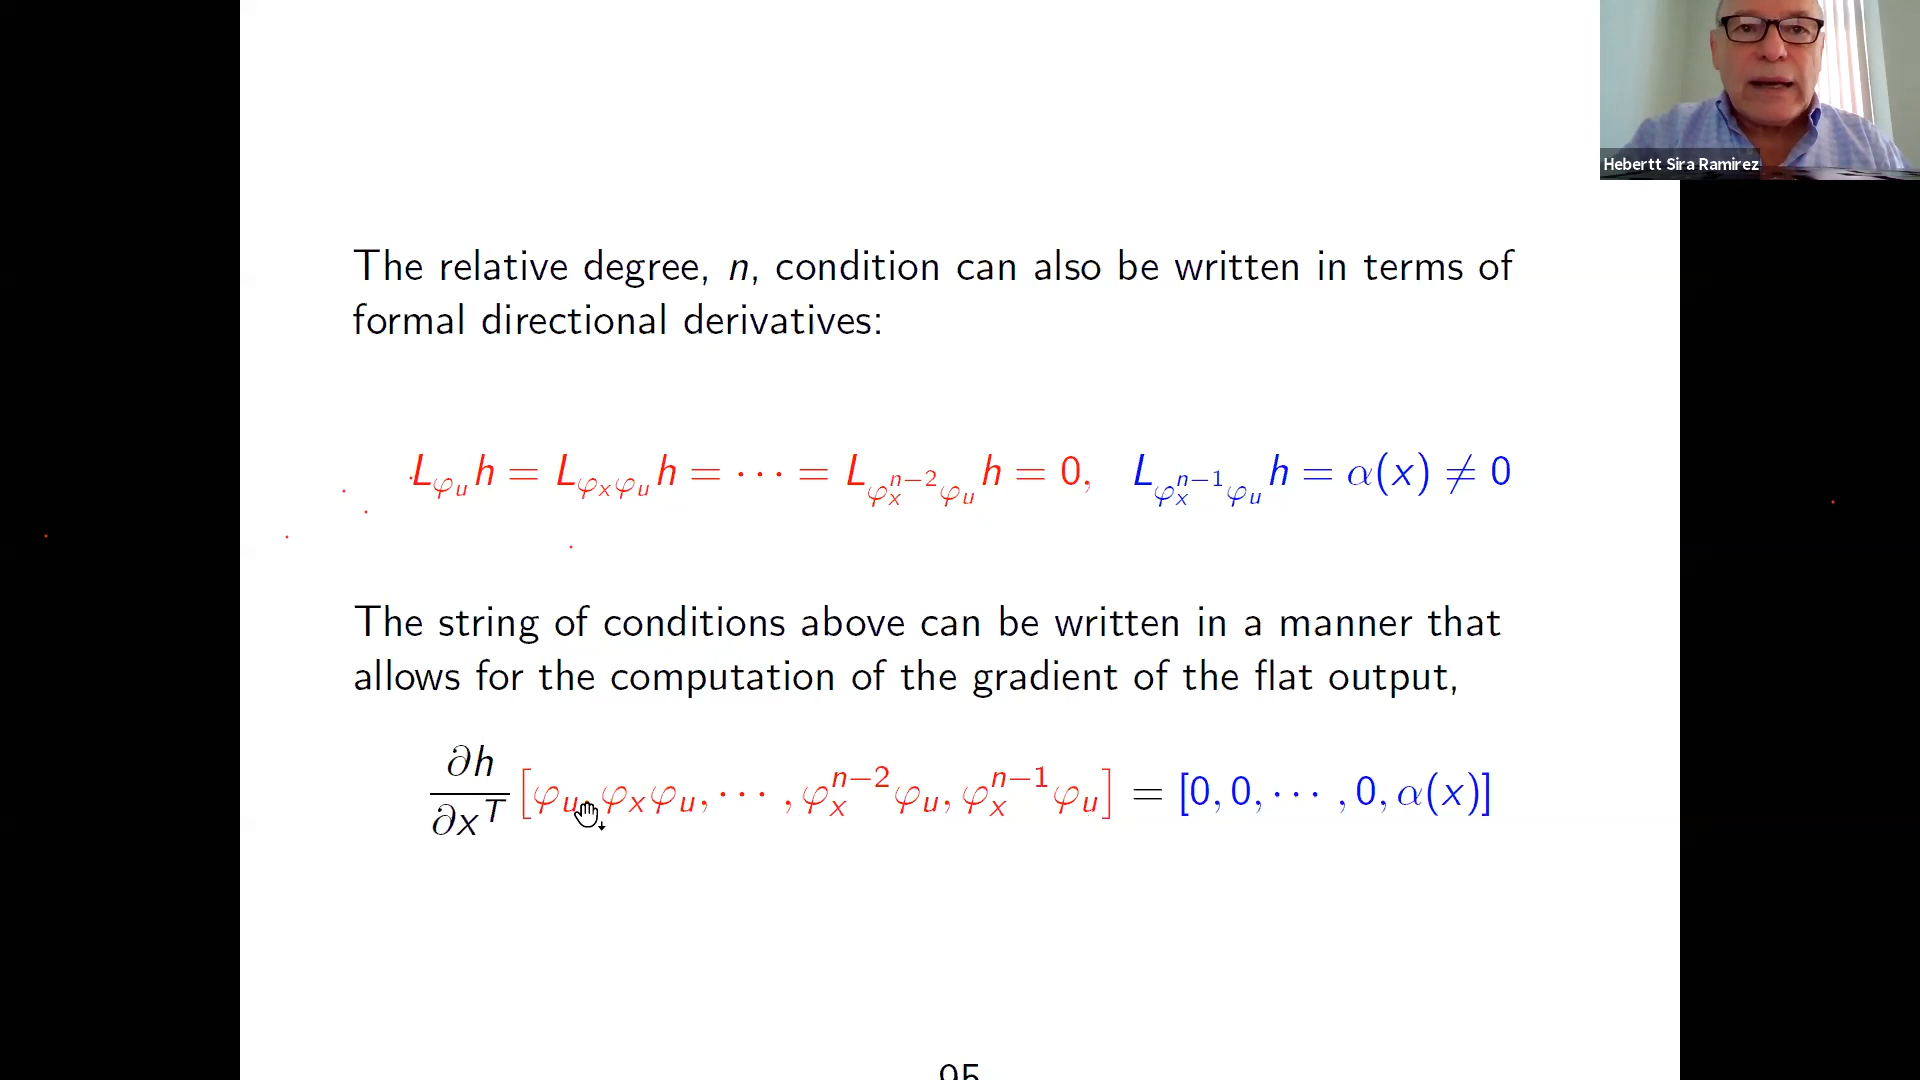 Hebertt Sira Ramirez
The relative degree, n, condition can also be written in terms of
formal directional derivatives:
L_{φ_u} h = L_{φ_x φ_u} h = ··· = L_{φ_x^{n−2} φ_u} h = 0, L_{φ_x^{n−1} φ_u} h = α(x) ≠ 0
The string of conditions above can be written in a manner that
allows for the computation of the gradient of the flat output,
∂h/∂x^T [φ_u, φ_x φ_u, ··· , φ_x^{n−2} φ_u, φ_x^{n−1} φ_u] = [0, 0, ··· , 0, α(x)]
95